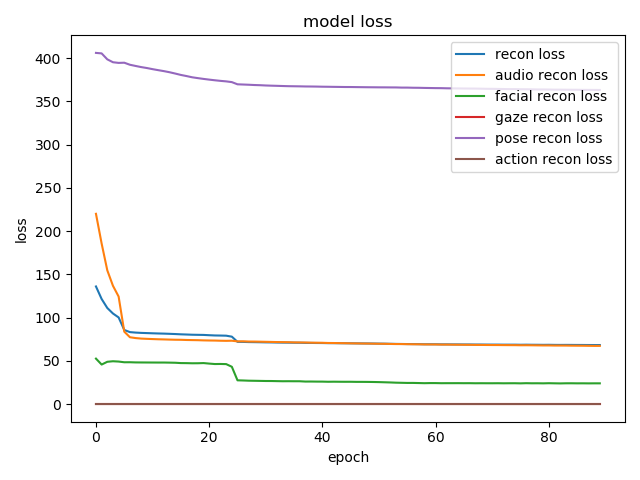 model loss
recon loss
audio recon loss
facial recon loss
gaze recon loss
pose recon loss
action recon loss
400
350
300
250
200
150
100
50
0
loss
0 20 40 60 80
epoch